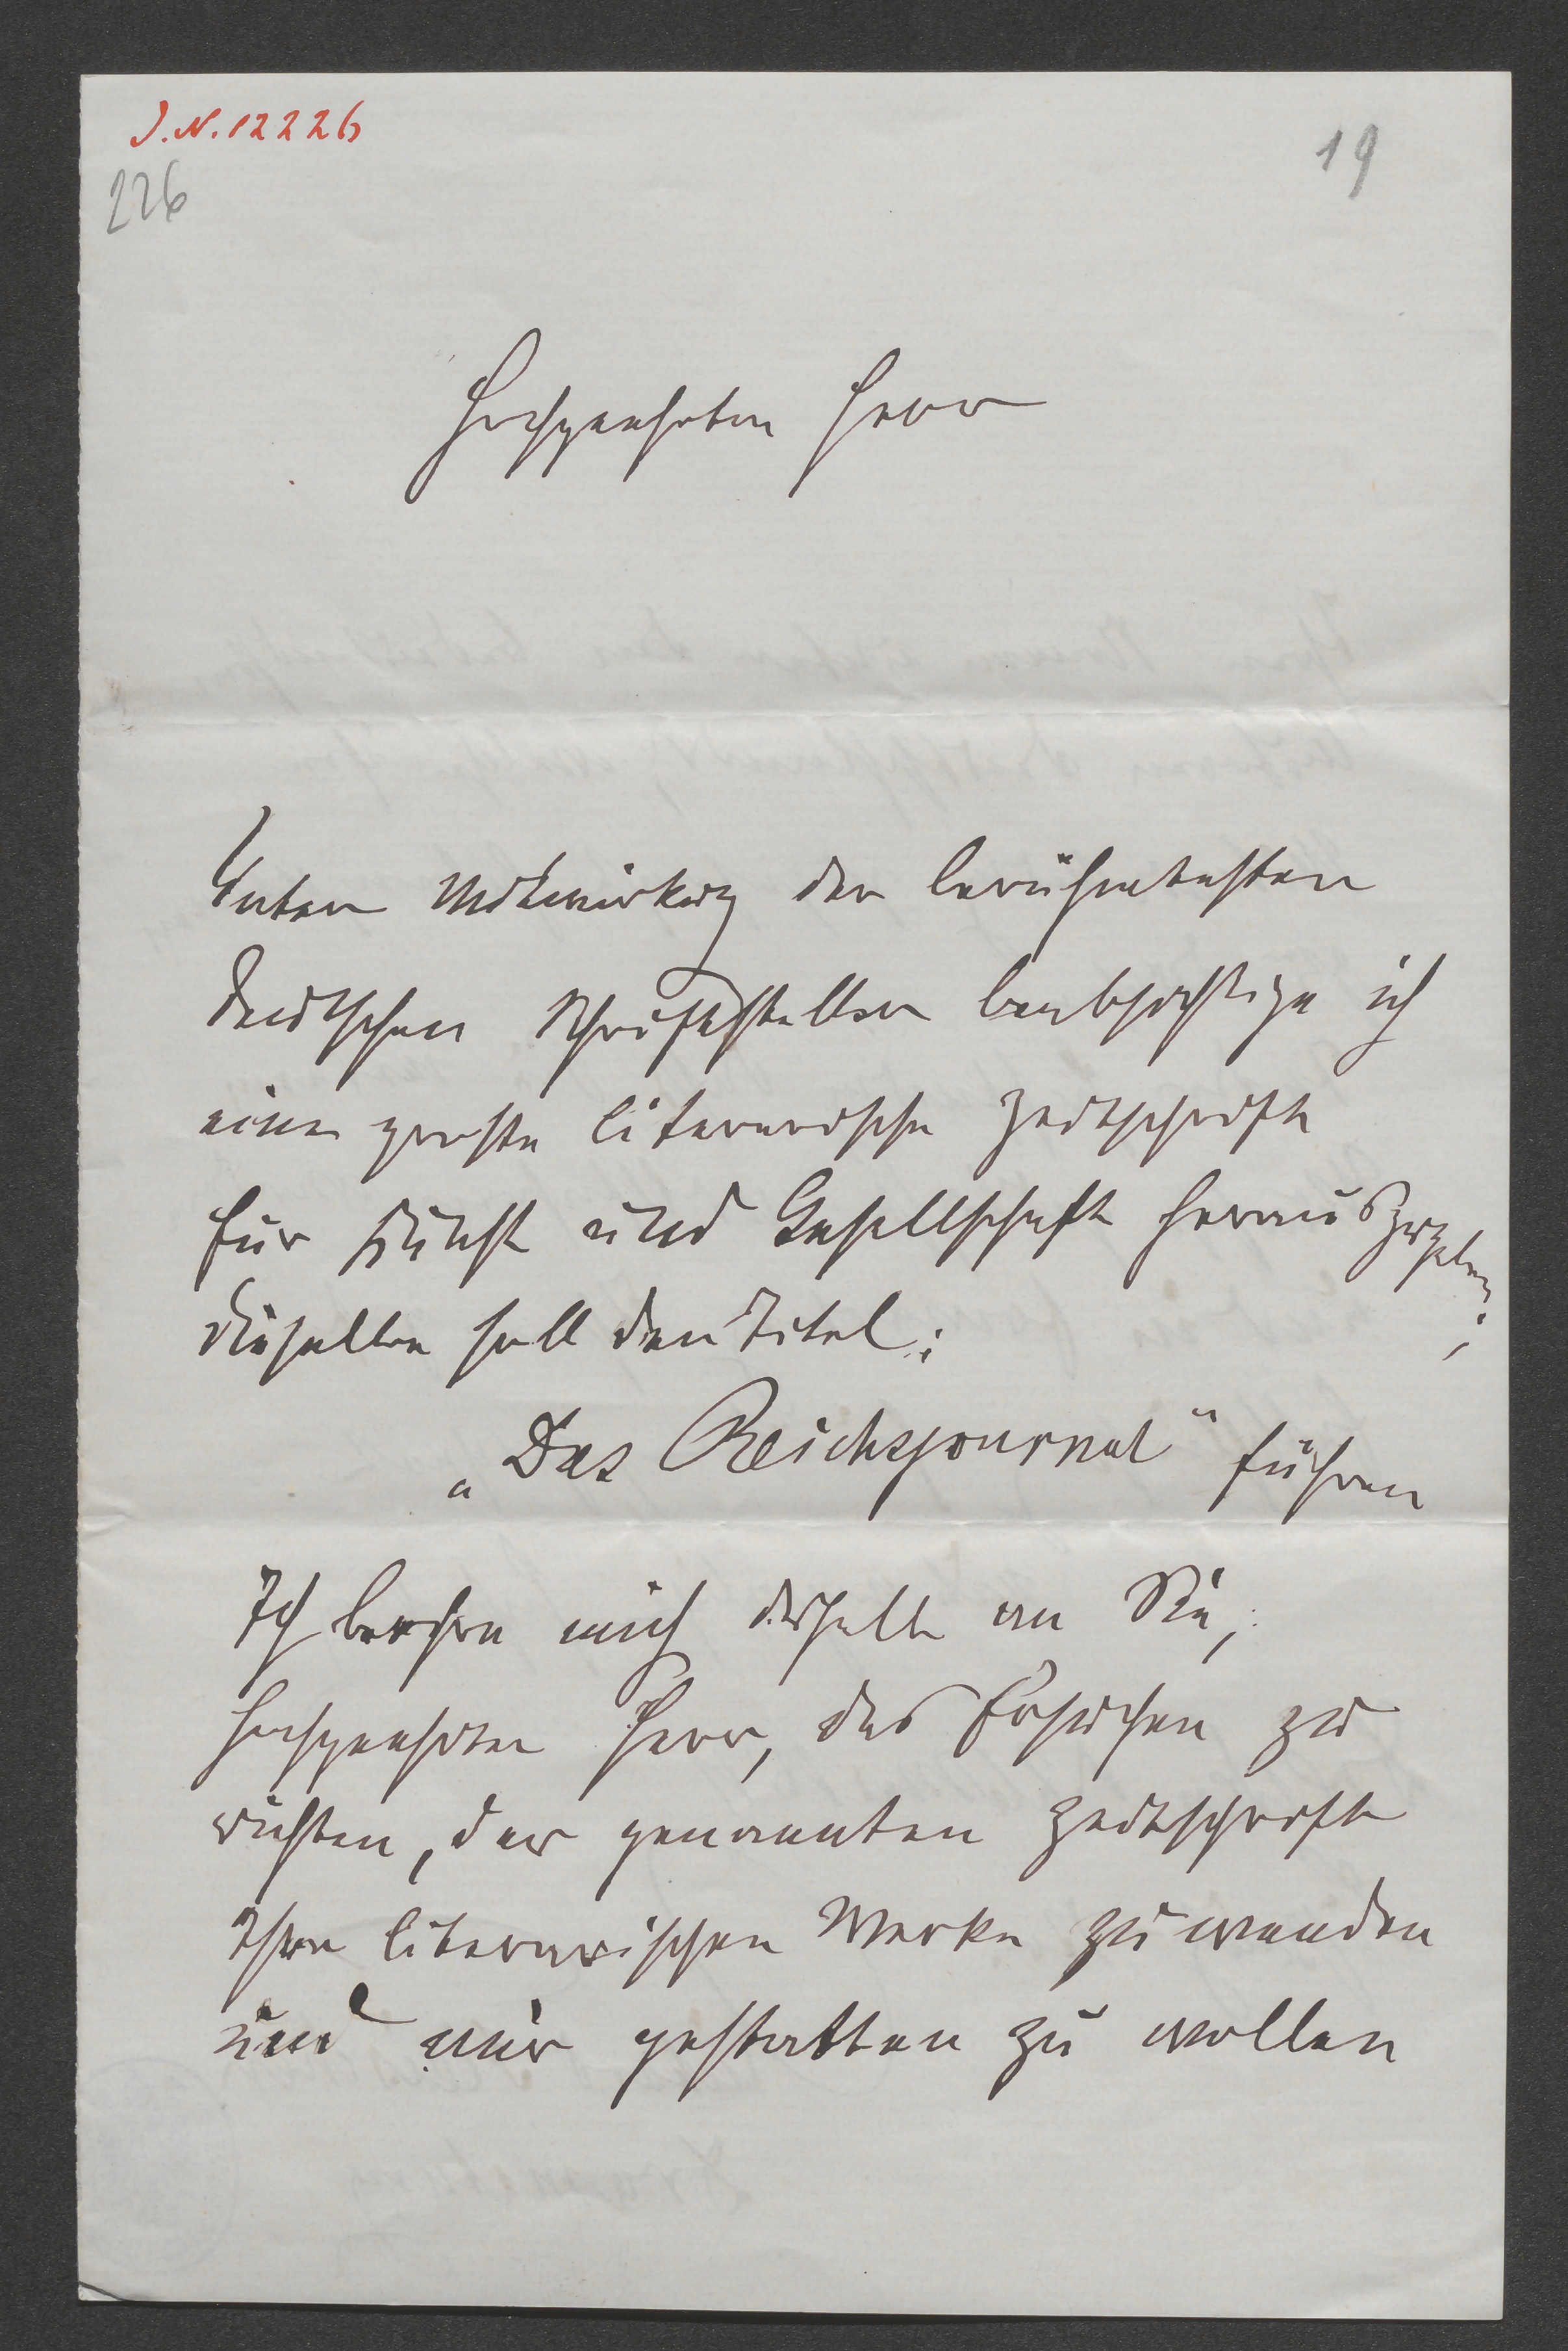 J.N. 12226
19
226
Hochgeehrter Herr
Unter Mitwirkung der berühmtesten
deutschen Schriftsteller beabsichtige ich
eine große literarische Zeitschrift
für Kunst und Gesellschaft herauszugeben;
dieselbe soll den Titel:
„Das Reichsjournal“ führen
Ich beehre mich deshalb an Sie,
hochgeehrter Herr, das Ersuchen zu
richten, der genannten Zeitschrift
Ihre literarischen Werke zuwenden
und mir gestatten zu wollen